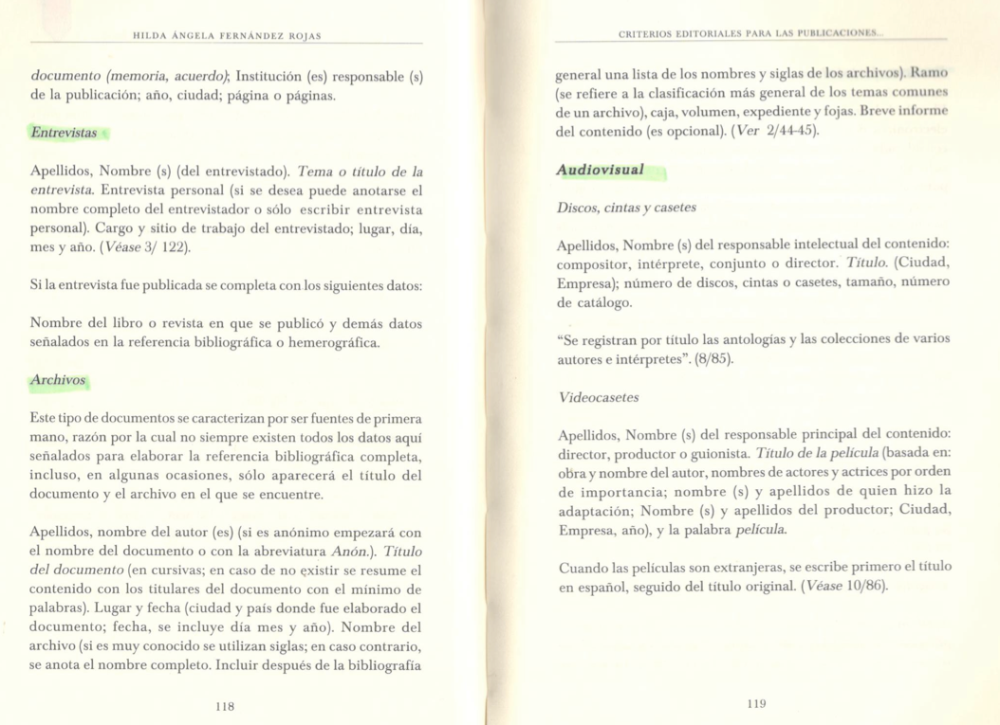 HILDA ÁNGELA FERNÁNDEZ ROJAS
documento (memoria, acuerdo); Institución (es) responsable (s)
de la publicación; año, ciudad; página o páginas.
Entrevistas
Apellidos, Nombre (s) (del entrevistado). Tema o título de la
entrevista. Entrevista personal (si se desea puede anotarse el
nombre completo del entrevistador o sólo escribir entrevista
personal). Cargo y sitio de trabajo del entrevistado; lugar, día,
mes y año. (Véase 3/ 122).
Si la entrevista fue publicada se completa con los siguientes datos:
Nombre del libro o revista en que se publicó y demás datos
señalados en la referencia bibliográfica o hemerográfica.
Archivos
Este tipo de documentos se caracterizan por ser fuentes de primera
mano, razón por la cual no siempre existen todos los datos aquí
señalados para elaborar la referencia bibliográfica completa,
incluso, en algunas ocasiones, sólo aparecerá el título del
documento y el archivo en el que se encuentre.
Apellidos, nombre del autor (es) (si es anónimo empezará con
el nombre del documento o con la abreviatura Anón.). Título
del documento (en cursivas; en caso de no existir se resume el
contenido con los titulares del documento con el mínimo de
palabras). Lugar y fecha (ciudad y país donde fue elaborado el
documento; fecha, se incluye día mes y año). Nombre del
archivo (si es muy conocido se utilizan siglas; en caso contrario,
se anota el nombre completo. Incluir después de la bibliografía
118
CRITERIOS EDITORIALES PARA LAS PUBLICACIONES...
general una lista de los nombres y siglas de los archivos). Ramo
(se refiere a la clasificación más general de los temas comunes
de un archivo), caja, volumen, expediente y fojas. Breve informe
del contenido (es opcional). (Ver 2/44-45).
Audiovisual
Discos, cintas y casetes
Apellidos, Nombre (s) del responsable intelectual del contenido:
compositor, intérprete, conjunto o director. Título. (Ciudad,
Empresa); número de discos, cintas o casetes, tamaño, número
de catálogo.
“Se registran por título las antologías y las colecciones de varios
autores e intérpretes”. (8/85).
Videocasetes
Apellidos, Nombre (s) del responsable principal del contenido:
director, productor o guionista. Título de la película (basada en:
obra y nombre del autor, nombres de actores y actrices por orden
de importancia; nombre (s) y apellidos de quien hizo la
adaptación; Nombre (s) y apellidos del productor; Ciudad,
Empresa, año), y la palabra película.
Cuando las películas son extranjeras, se escribe primero el título
en español, seguido del título original. (Véase 10/86).
119